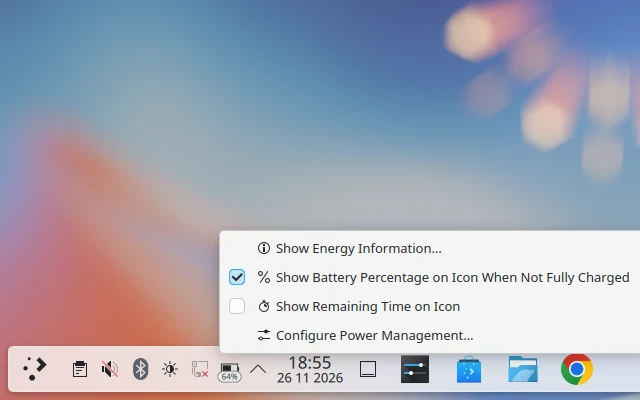 Show Energy Information...
Show Battery Percentage on Icon When Not Fully Charged
Show Remaining Time on Icon
Configure Power Management...
64%
18:55
26 11 2026